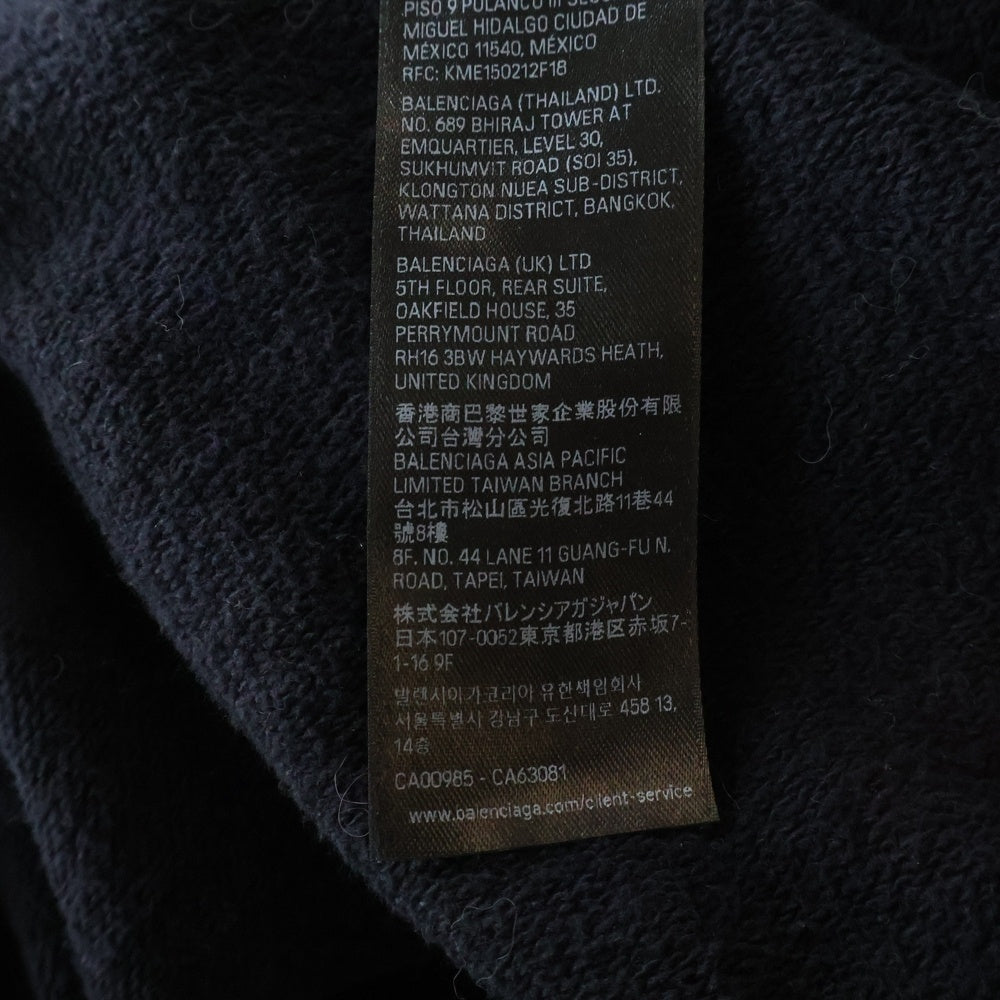 PISO 9 POLANCO III
MIGUEL HIDALGO CIUDAD DE
MÉXICO 11540, MÉXICO
RFC: KME150212F18
BALENCIAGA (THAILAND) LTD.
NO. 689 BHIRAJ TOWER AT
EMQUARTIER, LEVEL 30,
SUKHUMVIT ROAD (SOI 35),
KLONGTON NUEA SUB-DISTRICT,
WATTANA DISTRICT, BANGKOK,
THAILAND
BALENCIAGA (UK) LTD
5TH FLOOR, REAR SUITE,
OAKFIELD HOUSE, 35
PERRYMOUNT ROAD
RH16 3BW HAYWARDS HEATH,
UNITED KINGDOM
香港商巴黎世家企業股份有限
公司台灣分公司
BALENCIAGA ASIA PACIFIC
LIMITED TAIWAN BRANCH
台北市松山區光復北路11巷44
號8樓
8F, NO. 44 LANE 11 GUANG-FU N.
ROAD, TAPEI, TAIWAN
株式会社バレンシアガジャパン
日本107-0052東京都港区赤坂7-
1-16 9F
발렌시아가코리아 유한책임회사
서울특별시 강남구 도산대로 458 13,
14층
CA00985 - CA63081
www.balenciaga.com/client-service